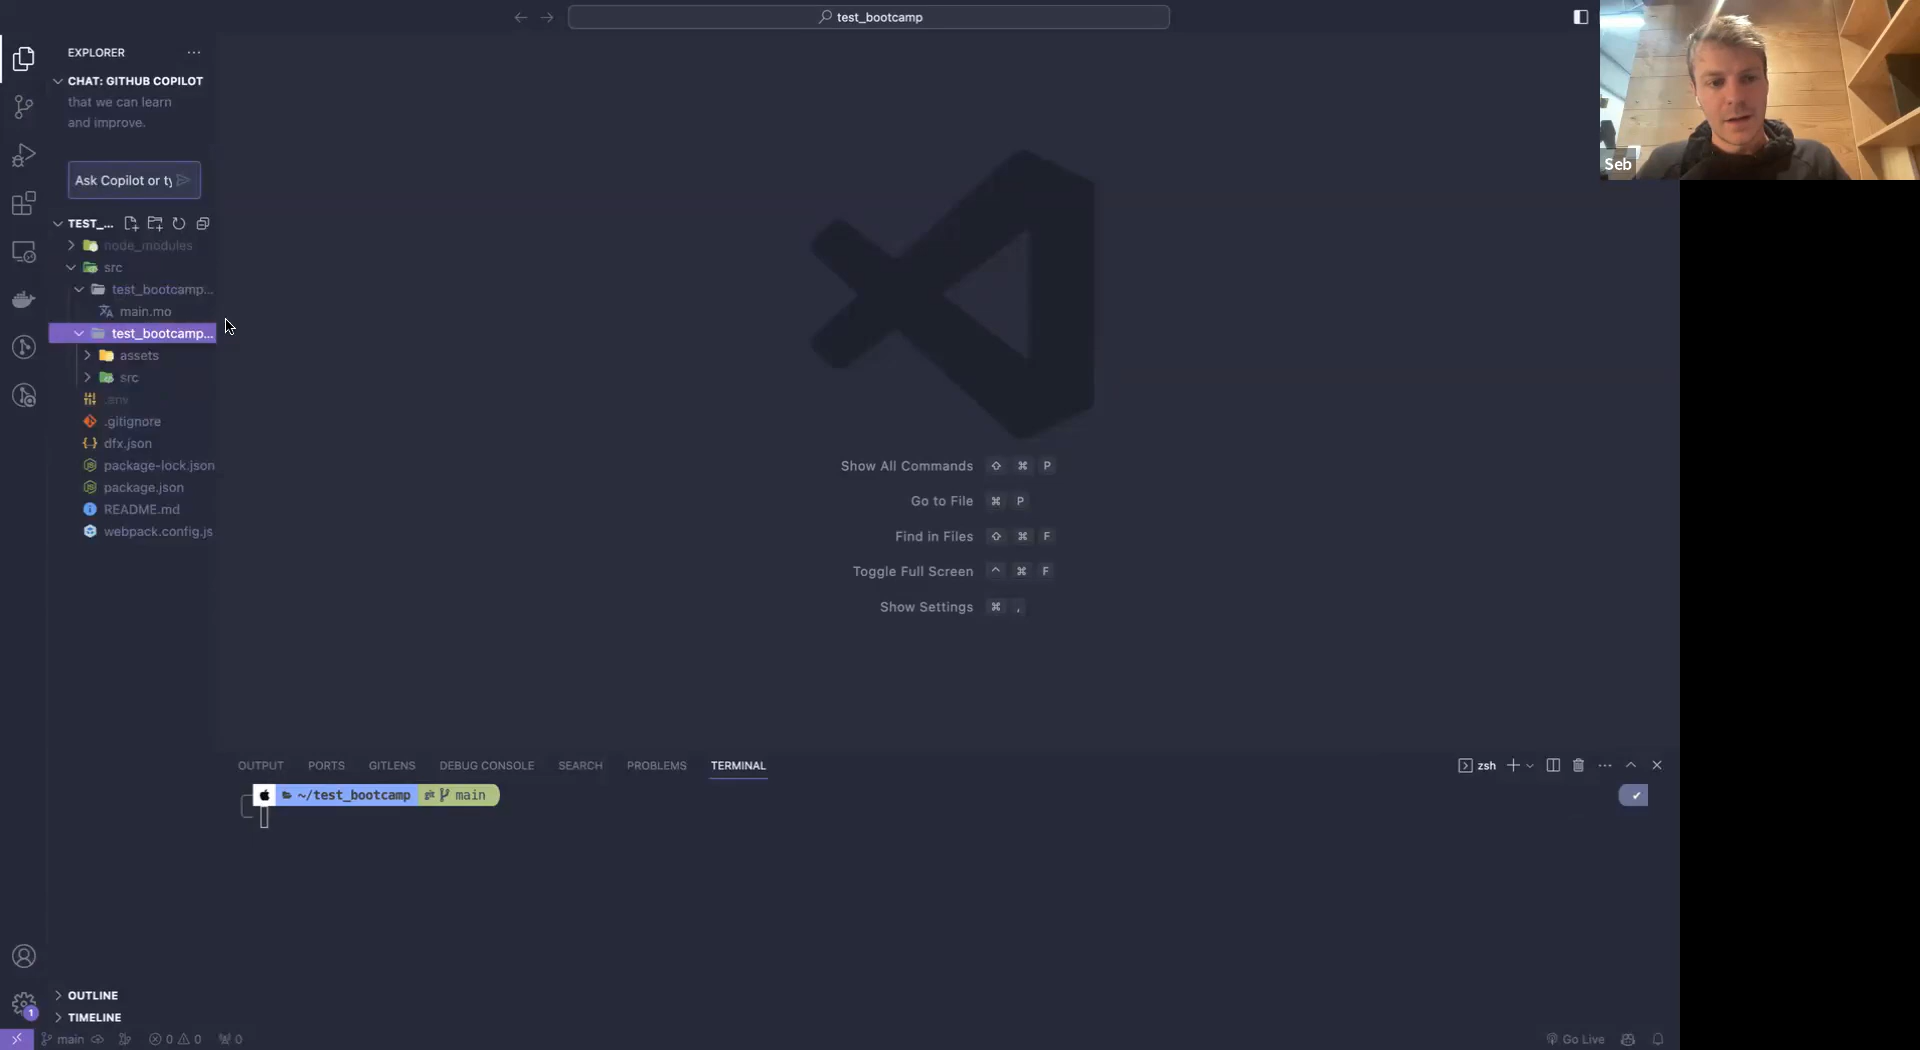 test_bootcamp
Seb
EXPLORER
CHAT: GITHUB COPILOT
that we can learn
and improve.
Ask Copilot or ty
TEST_...
node_modules
src
test_bootcamp...
main.mo
test_bootcamp...
assets
src
.env
.gitignore
dfx.json
package-lock.json
package.json
README.md
webpack.config.js
Show All Commands ⇧ ⌘ P
Go to File ⌘ P
Find in Files ⇧ ⌘ F
Toggle Full Screen ^ ⌘ F
Show Settings ⌘ ,
OUTPUT PORTS GITLENS DEBUG CONSOLE SEARCH PROBLEMS TERMINAL
zsh
~/test_bootcamp main
OUTLINE
TIMELINE
1
main 0 0 0
Go Live